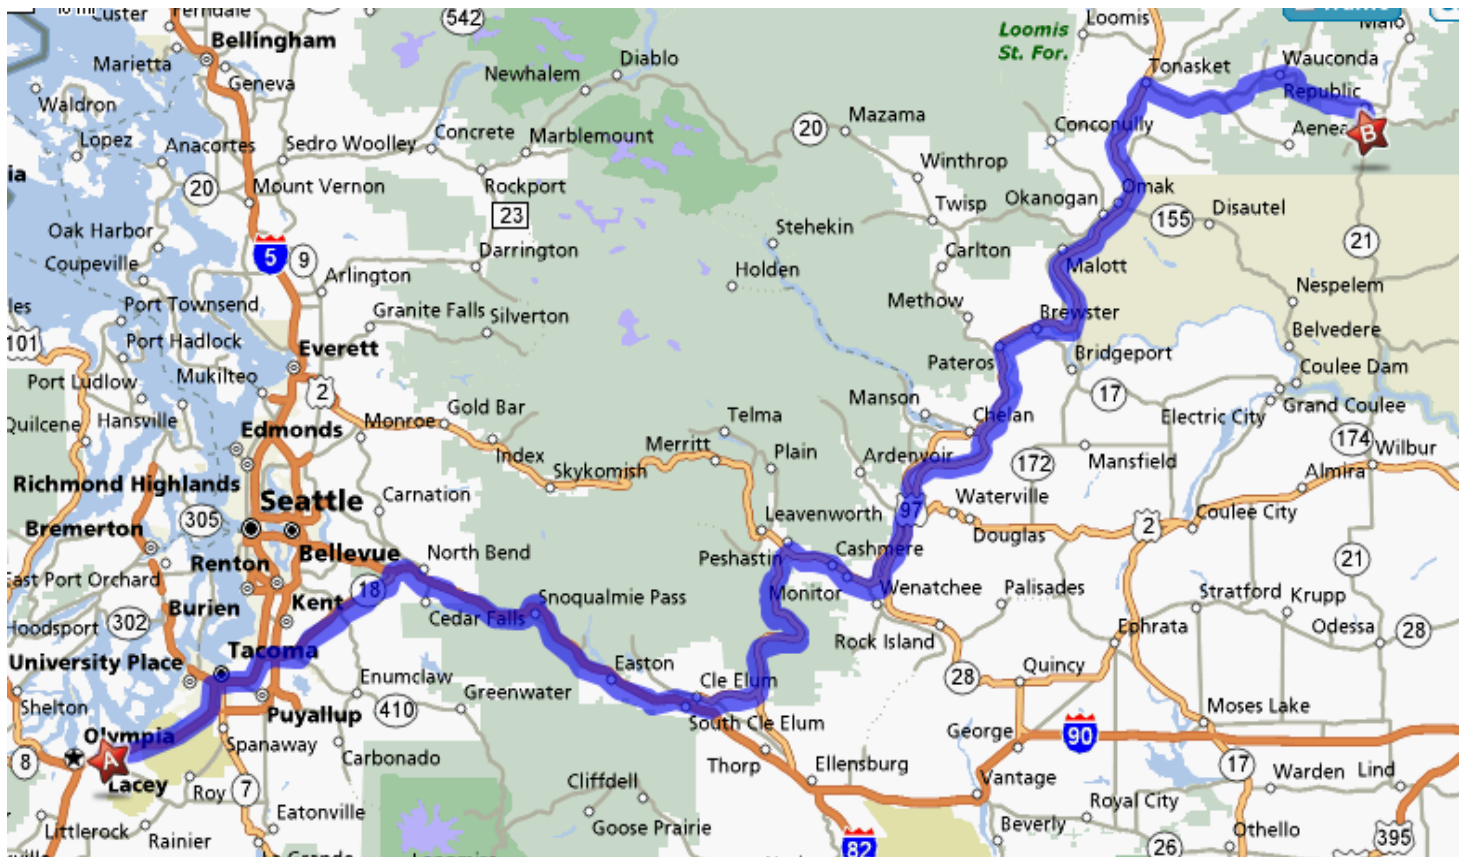 10 mi
Custer
Ferndale
542
Loomis
Loomis
St. For.
Malo
Bellingham
Marietta
Geneva
Diablo
Newhalem
Tonasket
Wauconda
Republic
Waldron
Lopez
Anacortes
Sedro Woolley
Concrete
Marblemount
20
Mazama
Conconully
Aenea
B
ia
20
Mount Vernon
Rockport
Winthrop
Okanogan
Omak
155
Disautel
Oak Harbor
23
Twisp
Coupeville
5
9
Darrington
Stehekin
Carlton
21
Arlington
Holden
Malott
Nespelem
les
Port Townsend
Granite Falls
Silverton
Methow
Brewster
Belvedere
101
Port Hadlock
Everett
Pateros
Bridgeport
Coulee Dam
Port Ludlow
Mukilteo
2
Manson
17
Electric City
Grand Coulee
Quilcene
Hansville
Monroe
Gold Bar
Telma
Chelan
Edmonds
Merritt
Plain
Ardenvoir
172
Mansfield
174
Wilbur
Almira
Index
Skykomish
Richmond Highlands
Seattle
Carnation
Waterville
97
Bremerton
305
Leavenworth
Douglas
2
Coulee City
Bellevue
North Bend
Peshastin
Cashmere
21
Renton
East Port Orchard
18
Monitor
Wenatchee
Palisades
Stratford
Krupp
Burien
Kent
Cedar Falls
Snoqualmie Pass
Hoodsport
302
Rock Island
Ephrata
Odessa
28
University Place
Tacoma
Easton
Quincy
28
Enumclaw
Greenwater
Cle Elum
Shelton
410
Puyallup
South Cle Elum
Moses Lake
Olympia
A
8
Spanaway
Carbonado
George
90
Lacey
Roy
7
Thorp
Ellensburg
Vantage
17
Warden
Lind
Cliffdell
Royal City
Littlerock
Rainier
Eatonville
Goose Prairie
Beverly
Othello
82
26
395